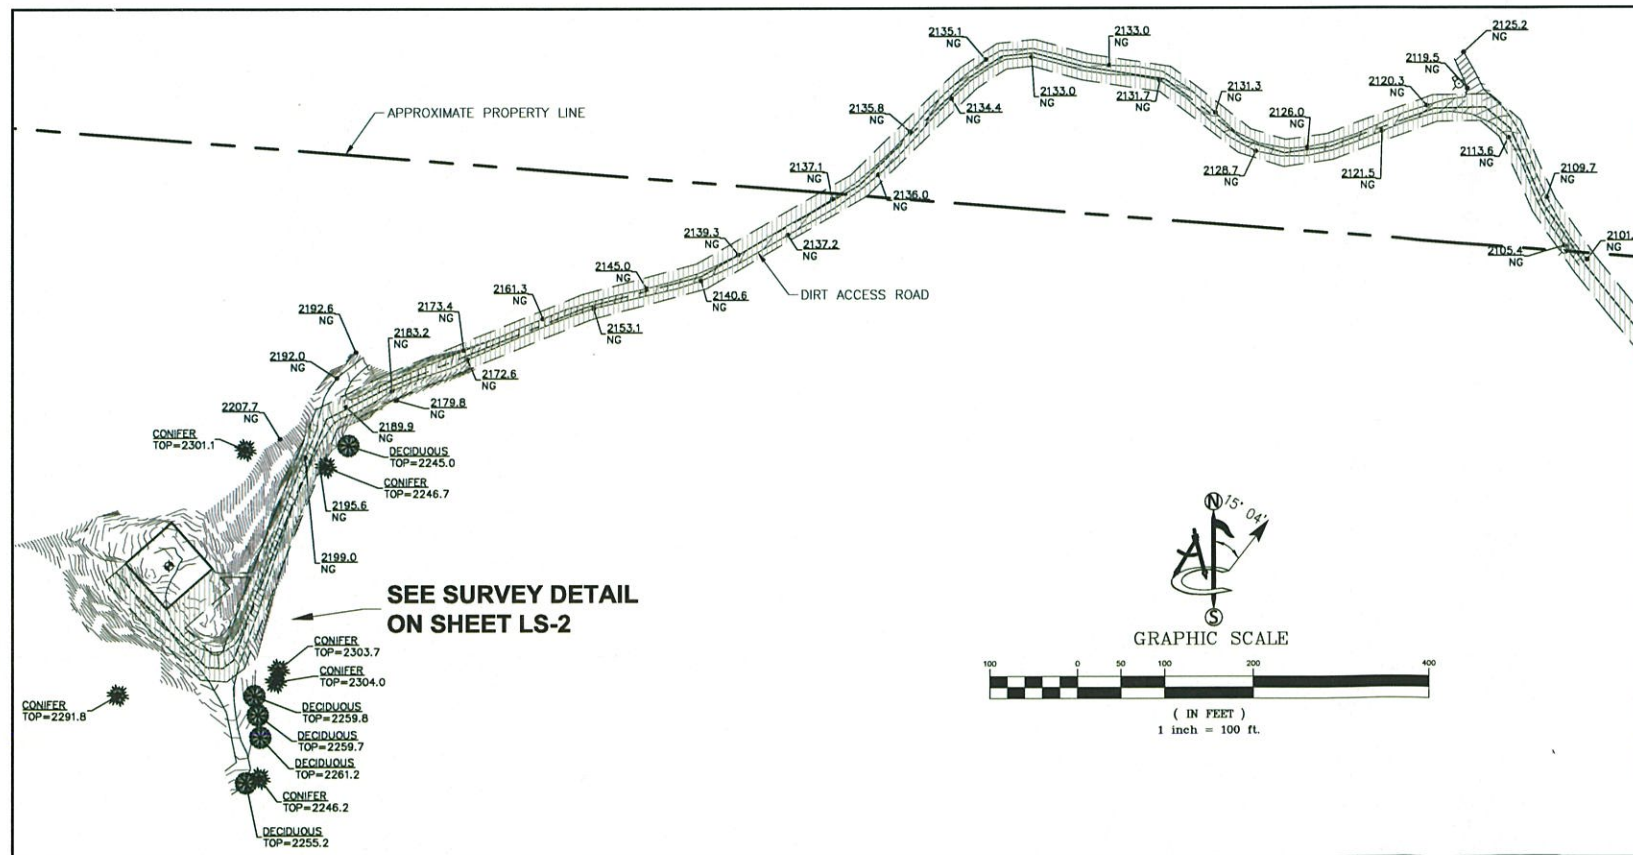 2125.2
NG
2135.1
NG
2133.0
NG
2119.5
NG
2120.3
NG
2133.0
NG
2131.7
NG
2131.3
NG
2134.4
NG
2135.8
NG
2126.0
NG
APPROXIMATE PROPERTY LINE
2113.6
NG
2128.7
NG
2121.5
NG
2109.7
NG
2137.1
NG
2136.0
NG
2139.3
NG
2137.2
NG
2105.4
NG
2101.
NG
2145.0
NG
DIRT ACCESS ROAD
2140.6
NG
2161.3
NG
2153.1
NG
2192.6
NG
2173.4
NG
2183.2
NG
2192.0
NG
2172.6
NG
2179.8
NG
2207.7
NG
2189.9
NG
CONIFER
TOP=2301.1
DECIDUOUS
TOP=2245.0
CONIFER
TOP=2246.7
2195.6
NG
2199.0
NG
N
15° 04'
S
SEE SURVEY DETAIL
ON SHEET LS-2
GRAPHIC SCALE
100 0 50 100 200 400
( IN FEET )
1 inch = 100 ft.
CONIFER
TOP=2303.7
CONIFER
TOP=2304.0
CONIFER
TOP=2291.8
DECIDUOUS
TOP=2259.8
DECIDUOUS
TOP=2259.7
DECIDUOUS
TOP=2261.2
CONIFER
TOP=2246.2
DECIDUOUS
TOP=2255.2